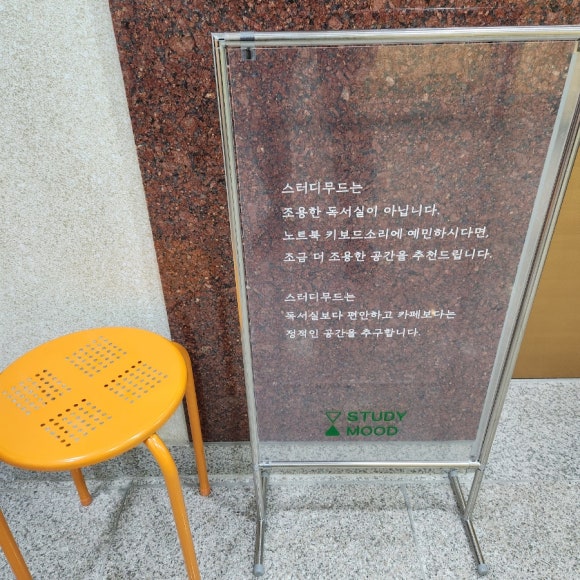 스터디무드는
조용한 독서실이 아닙니다.
노트북 키보드소리에 예민하시다면,
조금 더 조용한 공간을 추천드립니다.
스터디무드는
독서실보다 편안하고 카페보다는
정적인 공간을 추구합니다.
STUDY
MOOD